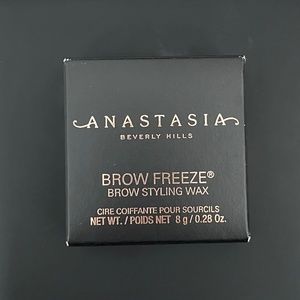 ANASTASIA
BEVERLY HILLS
BROW FREEZE®
BROW STYLING WAX
CIRE COIFFANTE POUR SOURCILS
NET WT. / POIDS NET 8 g / 0.28 Oz.